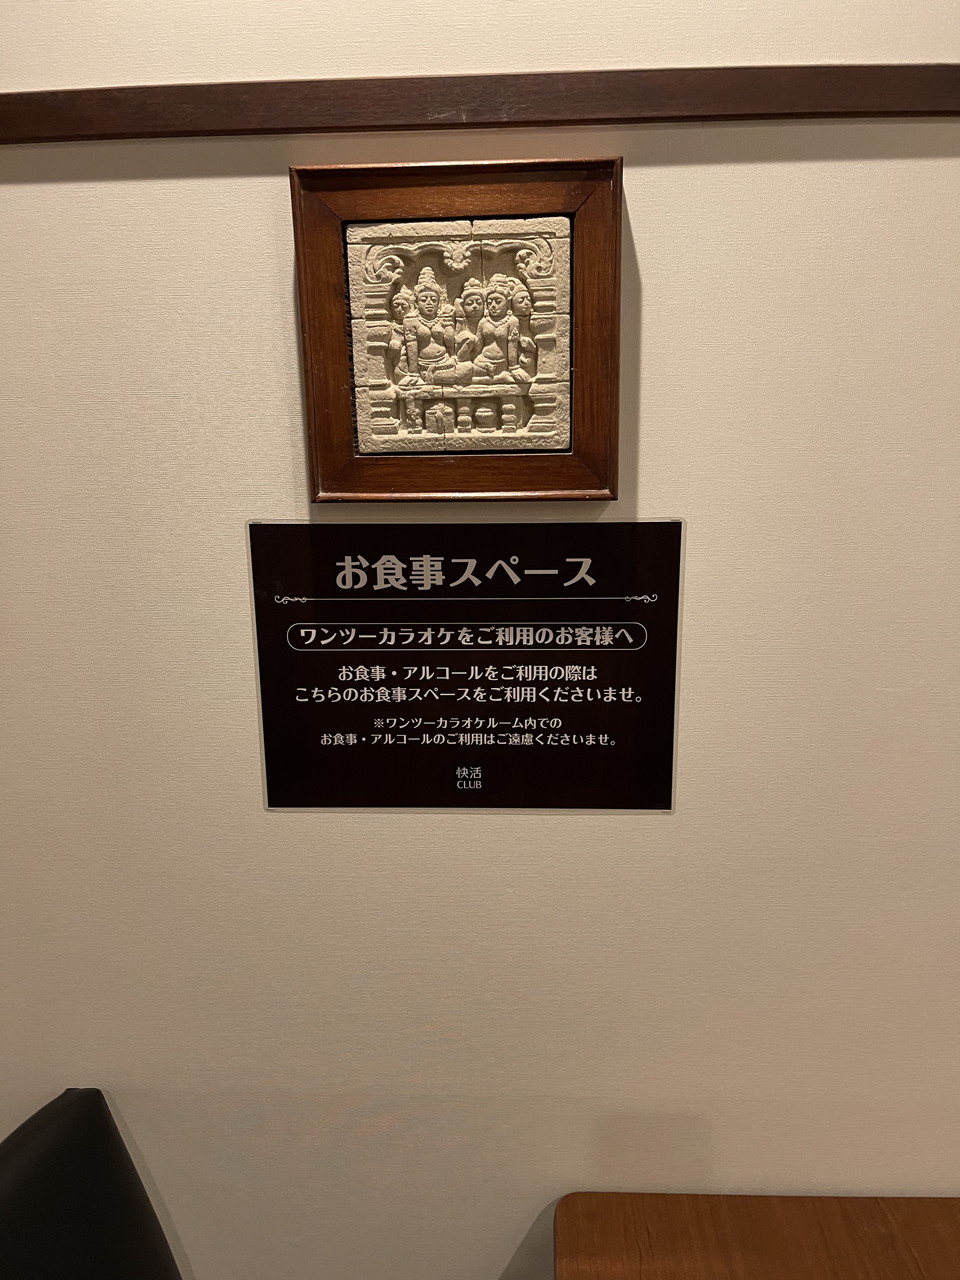 お食事スペース
ワンツーカラオケをご利用のお客様へ
お食事・アルコールをご利用の際は
こちらのお食事スペースをご利用くださいませ。
※ワンツーカラオケルーム内での
お食事・アルコールのご利用はご遠慮くださいませ。
快活
CLUB